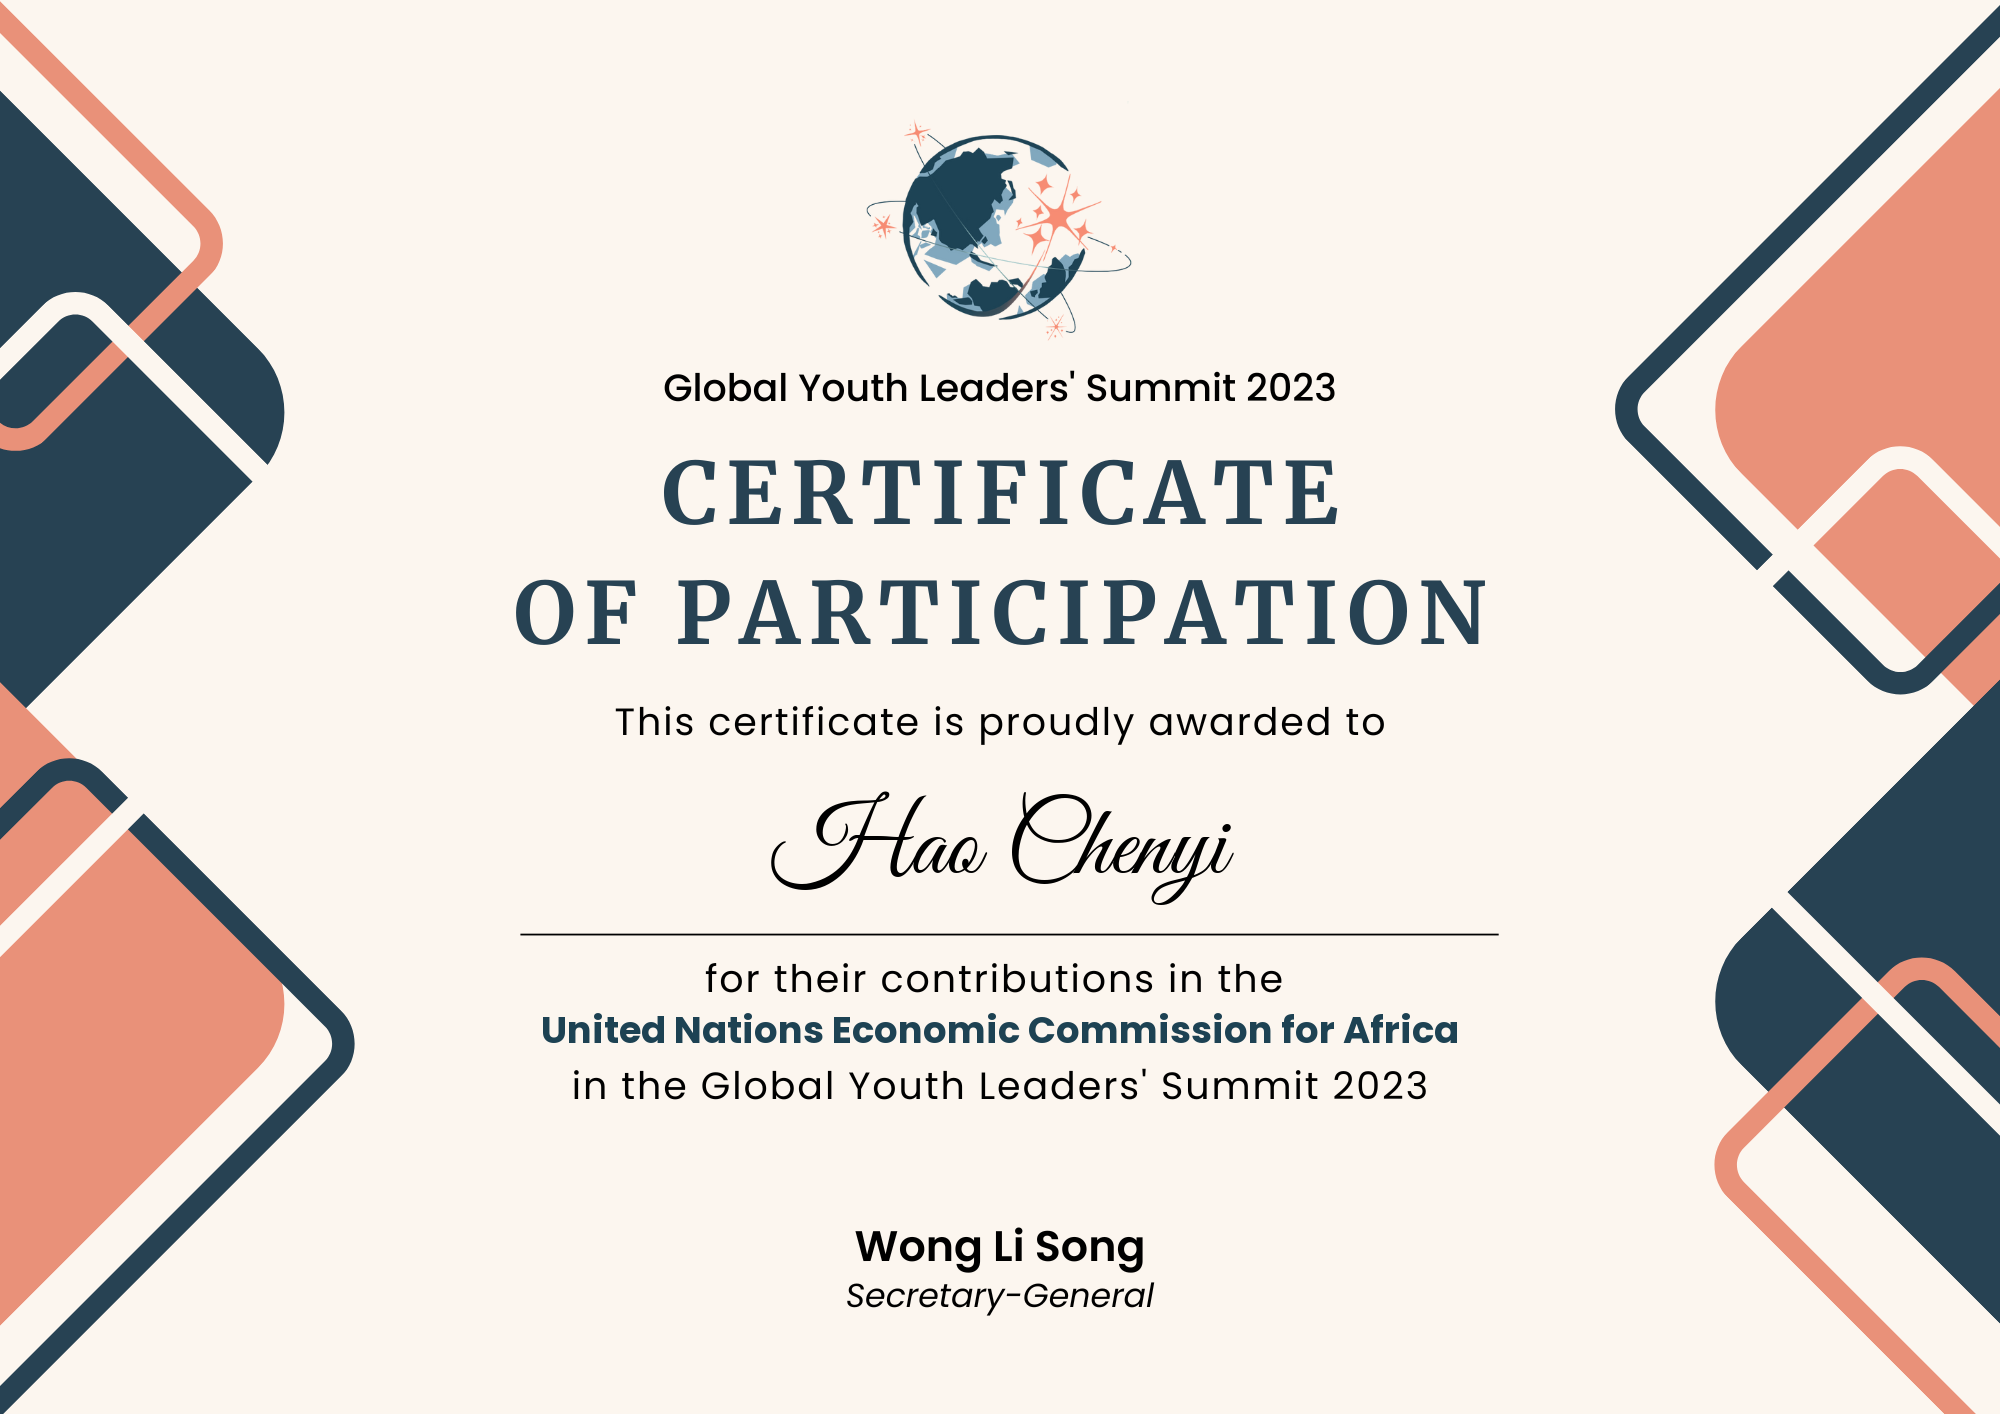 Global Youth Leaders' Summit 2023
CERTIFICATE
OF PARTICIPATION
This certificate is proudly awarded to
Hao Chenyi
for their contributions in the
United Nations Economic Commission for Africa
in the Global Youth Leaders' Summit 2023
Wong Li Song
Secretary-General